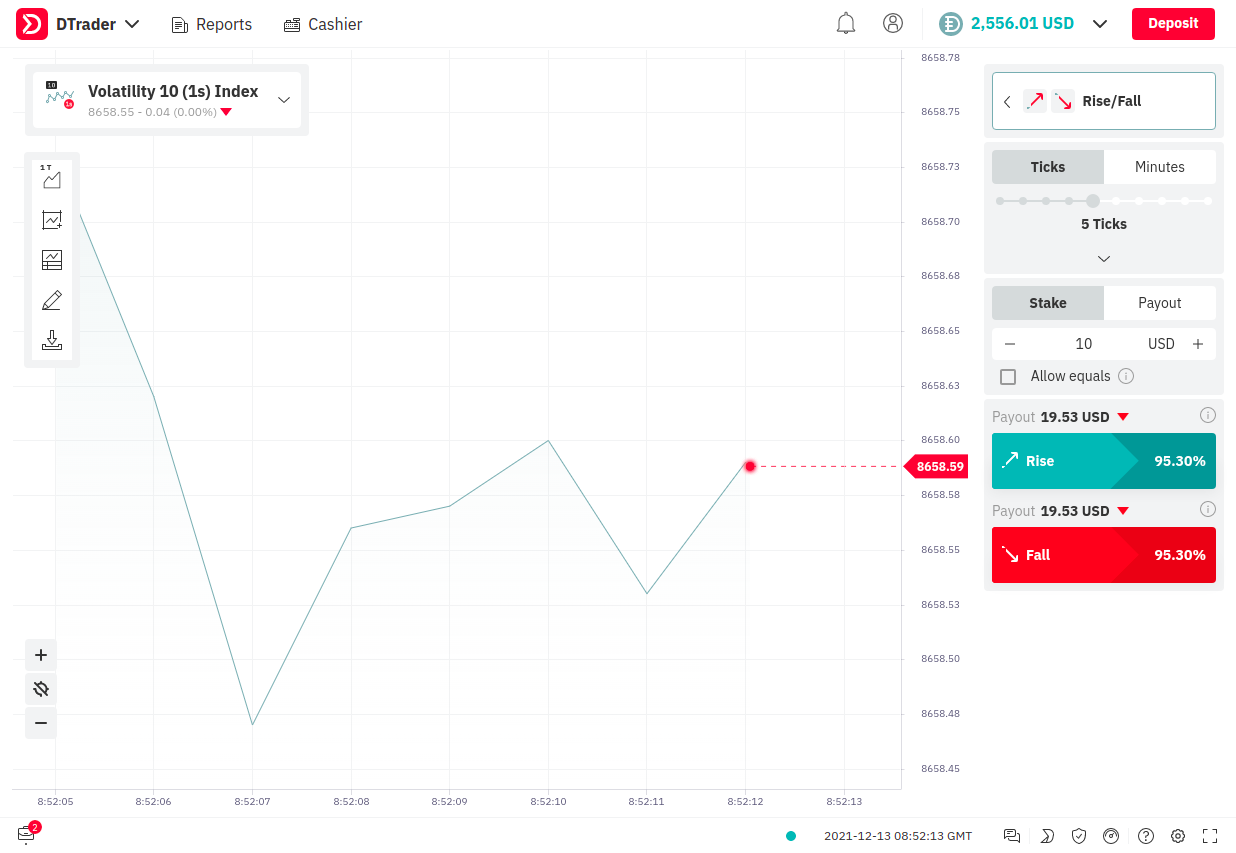 DTrader
Reports
Cashier
2,556.01 USD
Deposit
10
1s
Volatility 10 (1s) Index
8658.55 - 0.04 (0.00%)
1 T
8658.78
8658.75
8658.73
8658.70
8658.68
8658.65
8658.63
8658.60
8658.59
8658.58
8658.55
8658.53
8658.50
8658.48
8658.45
8:52:05
8:52:06
8:52:07
8:52:08
8:52:09
8:52:10
8:52:11
8:52:12
8:52:13
Rise/Fall
Ticks Minutes
5 Ticks
Stake Payout
− 10 USD +
Allow equals
Payout 19.53 USD
Rise 95.30%
Payout 19.53 USD
Fall 95.30%
2
2021-12-13 08:52:13 GMT